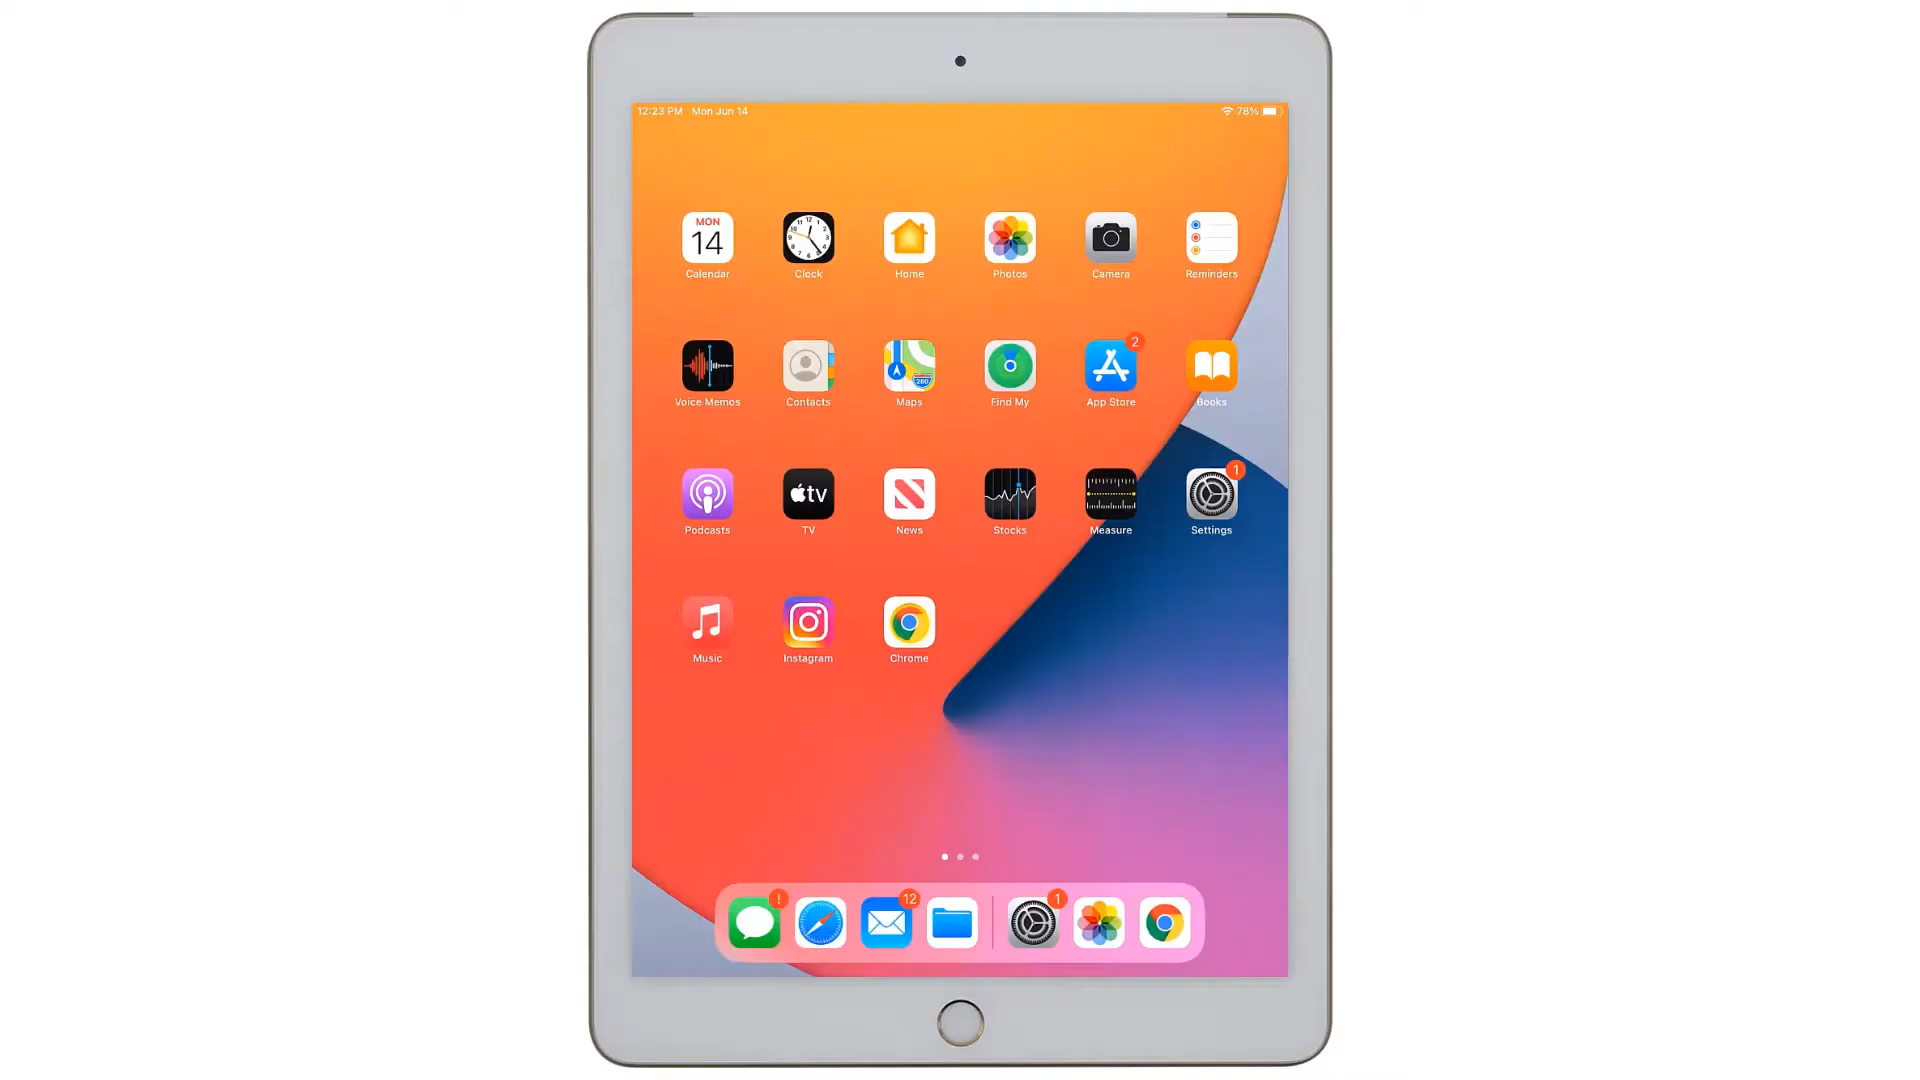 12:23 PM Mon Jun 14
78%
MON
14
Calendar
Clock
Home
Photos
Camera
Reminders
2
280
Voice Memos
Contacts
Maps
Find My
App Store
Books
1
tv
Podcasts
TV
News
Stocks
Measure
Settings
Music
Instagram
Chrome
!
12
1